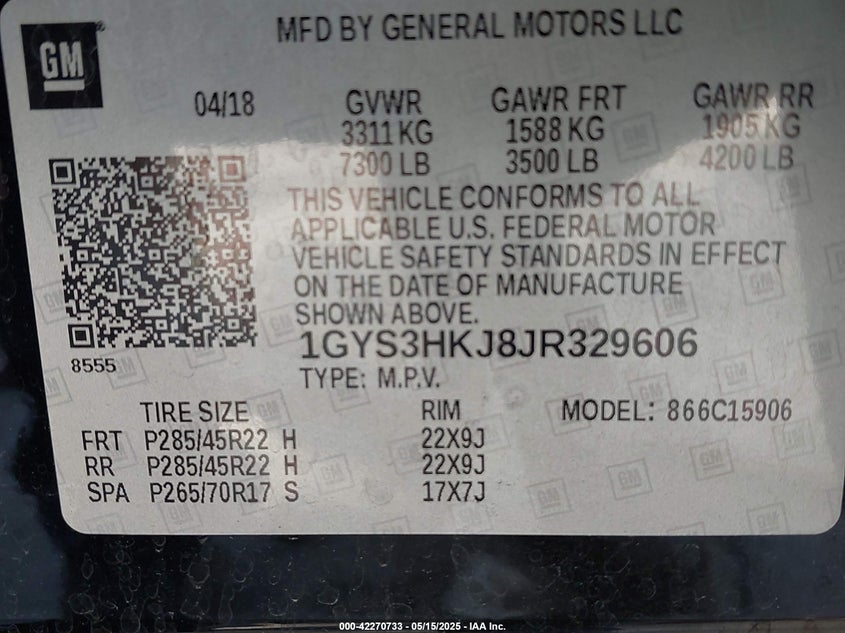 GM
MFD BY GENERAL MOTORS LLC
04/18 GVWR GAWR FRT GAWR RR
3311 KG 1588 KG 1905 KG
7300 LB 3500 LB 4200 LB
THIS VEHICLE CONFORMS TO ALL
APPLICABLE U.S. FEDERAL MOTOR
VEHICLE SAFETY STANDARDS IN EFFECT
ON THE DATE OF MANUFACTURE
SHOWN ABOVE.
1GYS3HKJ8JR329606
8555
TYPE: M.P.V.
TIRE SIZE RIM MODEL: 866C15906
FRT P285/45R22 H 22X9J
RR P285/45R22 H 22X9J
SPA P265/70R17 S 17X7J
000-42270733 - 05/15/2025 - IAA Inc.